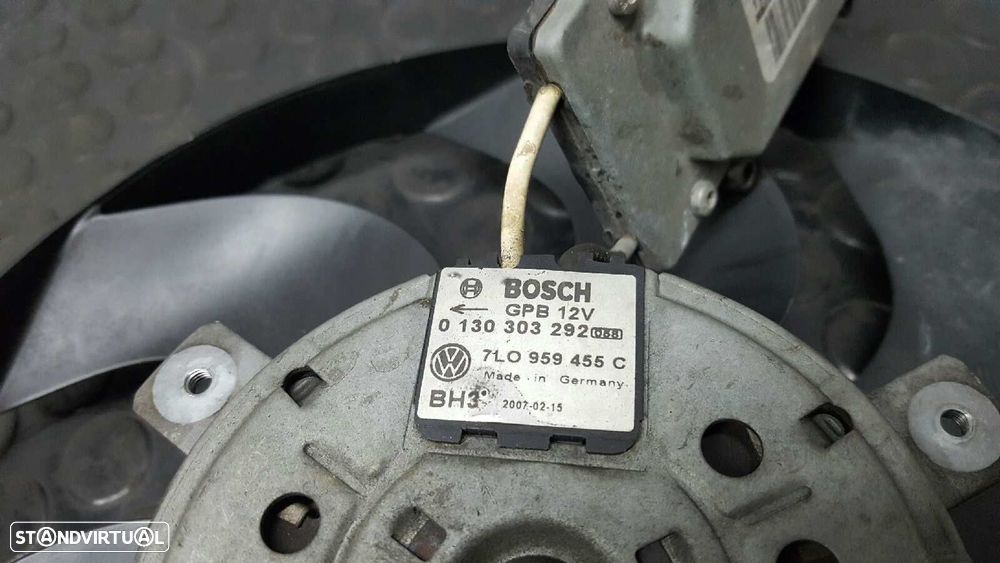 BOSCH
GPB 12V
0 130 303 292 058
7L0 959 455 C
Made in Germany
BH3 2007-02-15
STANDVIRTUAL